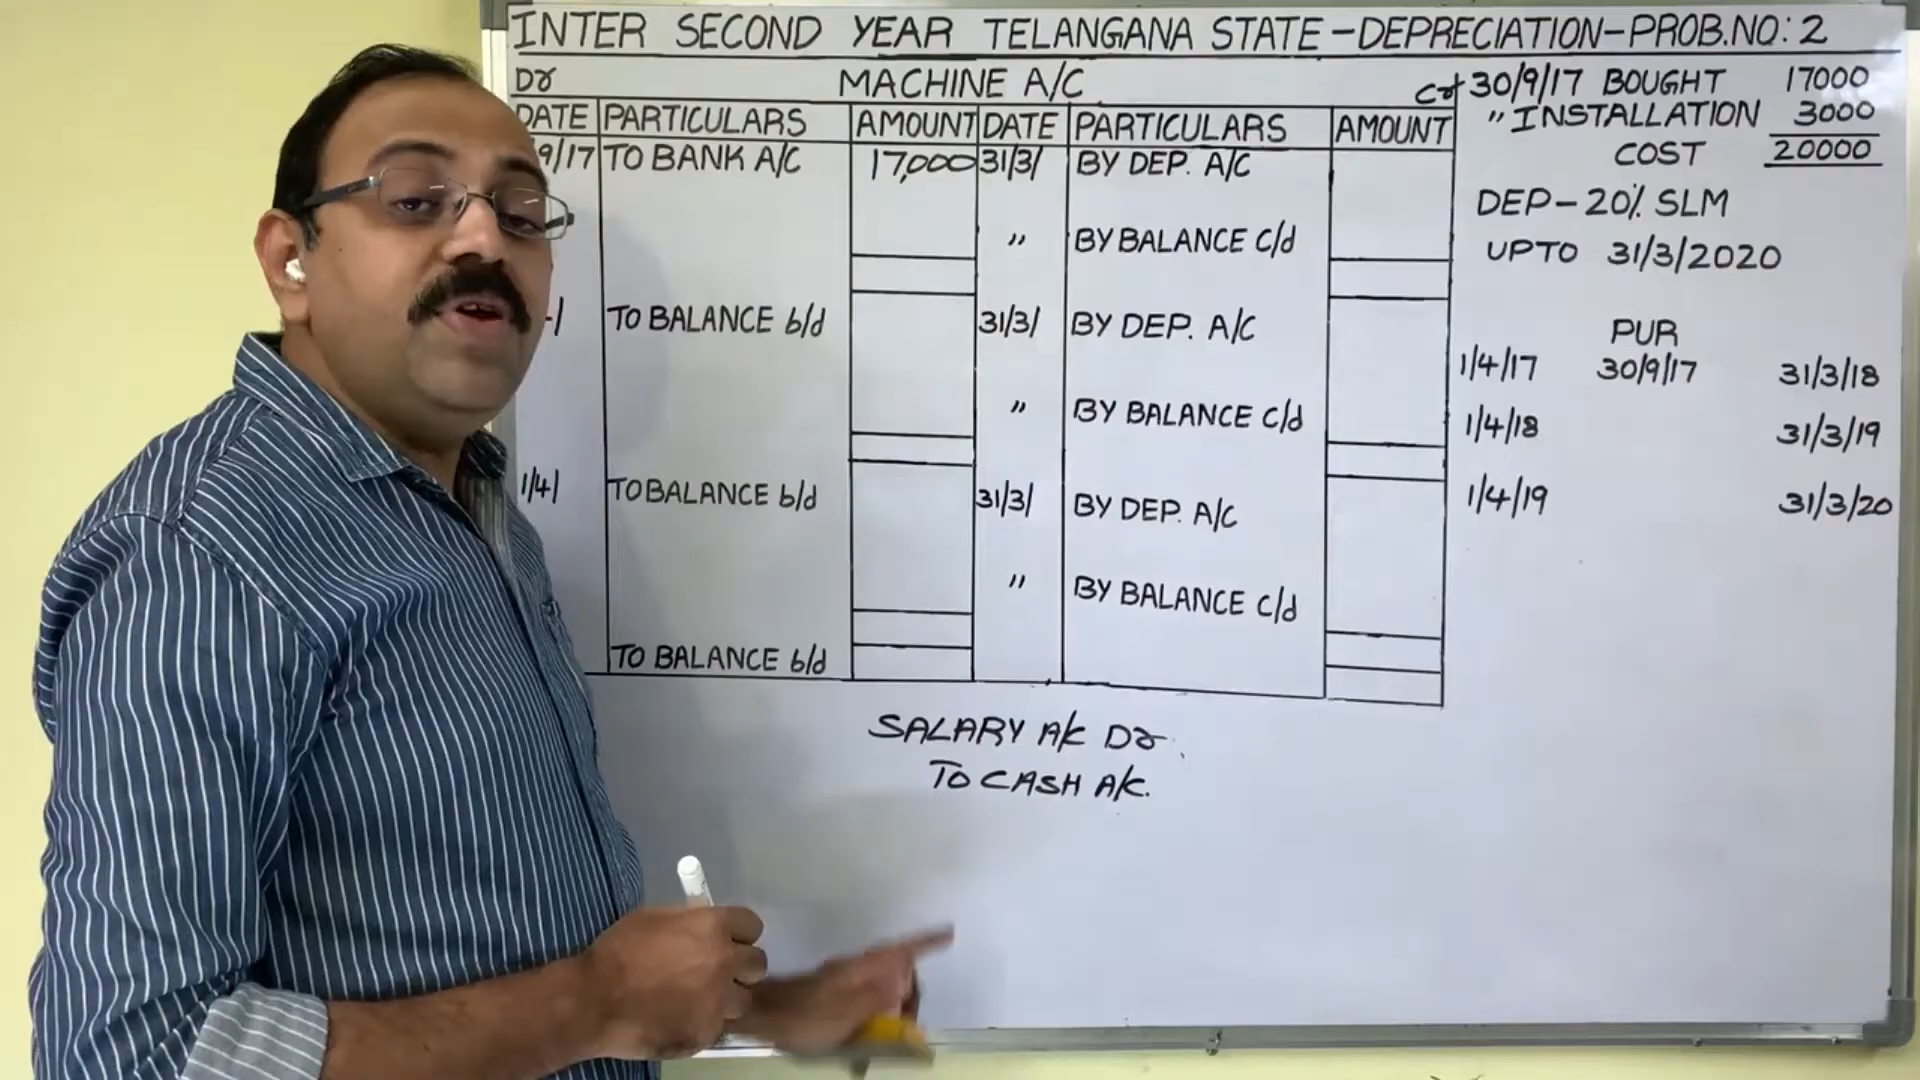 INTER SECOND YEAR TELANGANA STATE-DEPRECIATION-PROB.NO: 2
Dr MACHINE A/C Cr
DATE PARTICULARS AMOUNT DATE PARTICULARS AMOUNT
9/17 TO BANK A/C 17,000 31/3/ BY DEP. A/C
" BY BALANCE c/d
TO BALANCE b/d 31/3/ BY DEP. A/C
" BY BALANCE c/d
1/4/ TO BALANCE b/d 31/3/ BY DEP. A/C
" BY BALANCE c/d
TO BALANCE b/d
30/9/17 BOUGHT 17000
" INSTALLATION 3000
COST 20000
DEP-20% SLM
UPTO 31/3/2020
PUR
1/4/17 30/9/17 31/3/18
1/4/18 31/3/19
1/4/19 31/3/20
SALARY A/c Dr
TO CASH A/c.